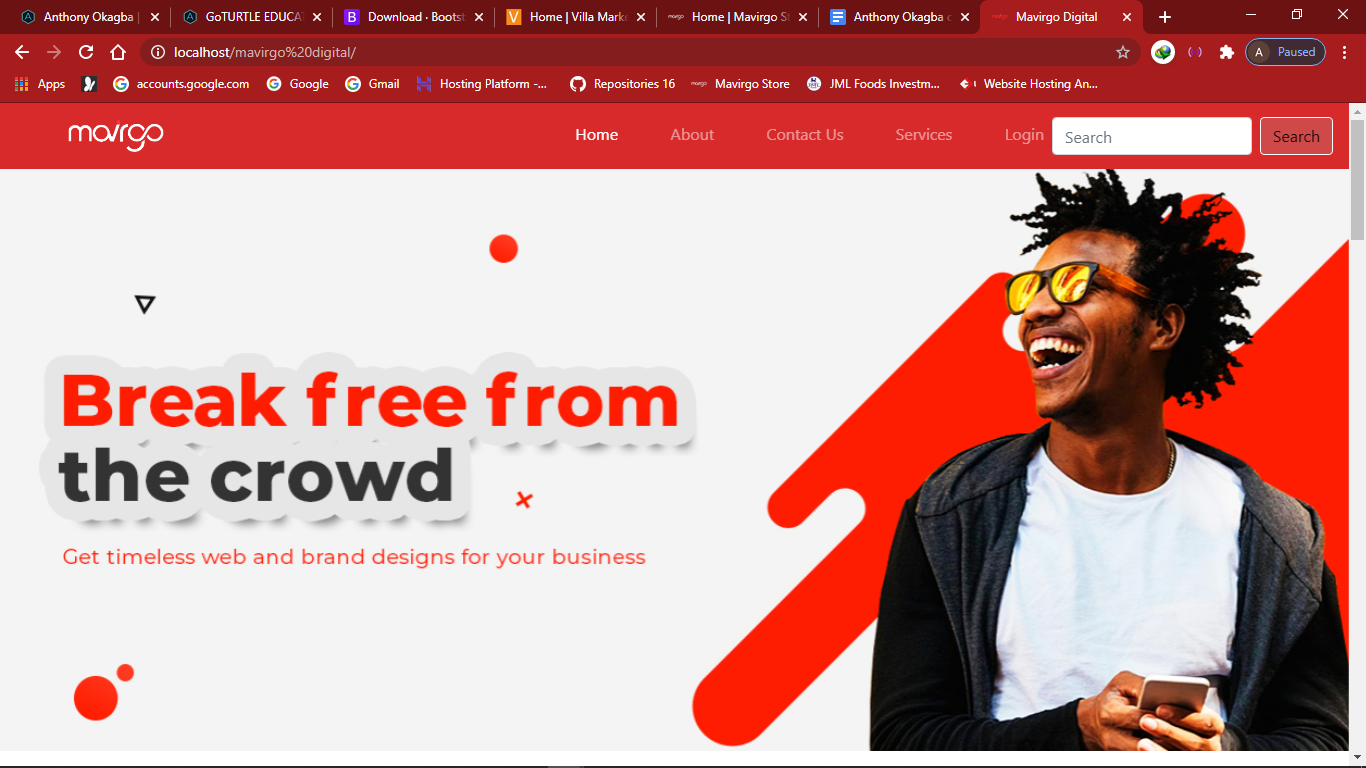 Anthony Okagba |
GoTURTLE EDUCA
Download · Bootst
Home | Villa Mark
mavirgo
Home | Mavirgo St
Anthony Okagba c
Mavirgo Digital
localhost/mavirgo%20digital/
A Paused
Apps
accounts.google.com
Google
Gmail
Hosting Platform -...
Repositories 16
mavirgo
Mavirgo Store
JML Foods Investm...
Website Hosting An...
mavirgo
Home
About
Contact Us
Services
Login
Search
Search
Break free from
the crowd
Get timeless web and brand designs for your business